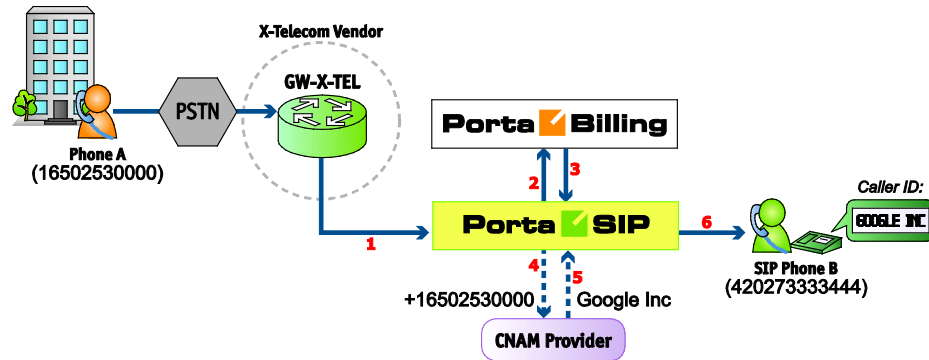 X-Telecom Vendor
GW-X-TEL
PSTN
Phone A
(16502530000)
Porta Billing
2
3
Caller ID:
GOOGLE INC
Porta SIP
1
6
4
5
SIP Phone B
(420273333444)
+16502530000
Google Inc
CNAM Provider